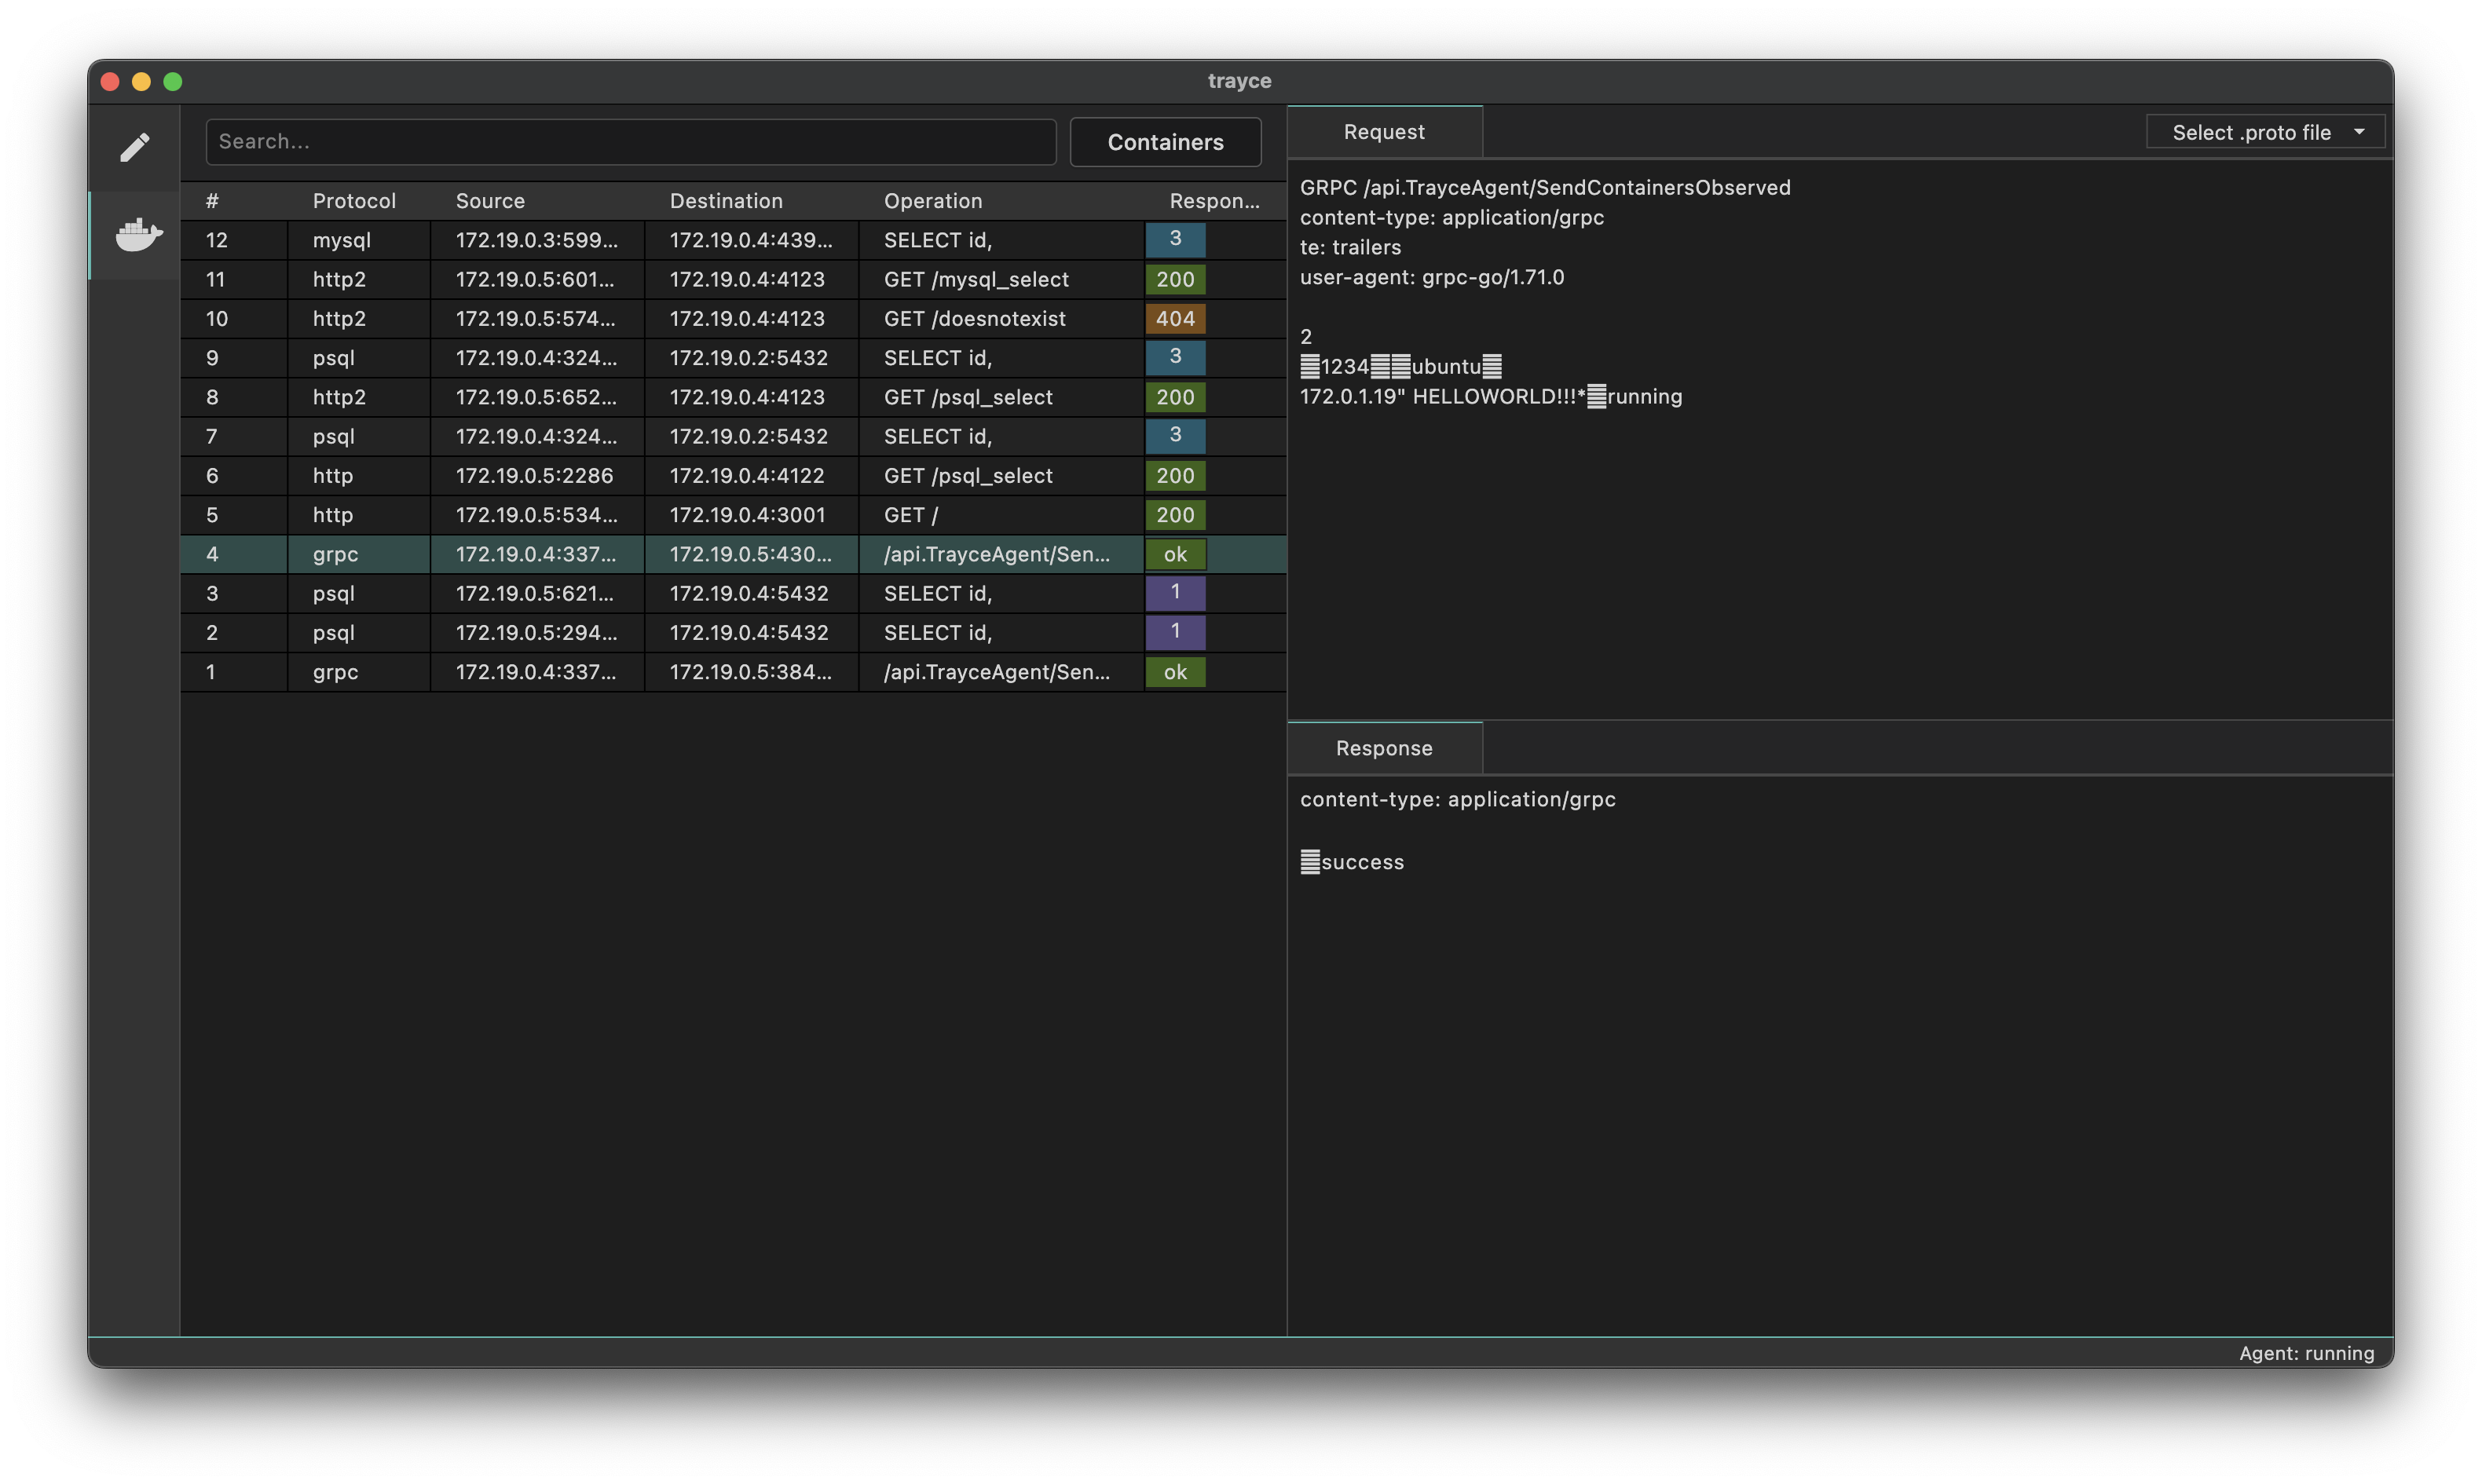 trayce
Search...
Containers
# Protocol Source Destination Operation Respon...
12 mysql 172.19.0.3:599... 172.19.0.4:439... SELECT id, 3
11 http2 172.19.0.5:601... 172.19.0.4:4123 GET /mysql_select 200
10 http2 172.19.0.5:574... 172.19.0.4:4123 GET /doesnotexist 404
9 psql 172.19.0.4:324... 172.19.0.2:5432 SELECT id, 3
8 http2 172.19.0.5:652... 172.19.0.4:4123 GET /psql_select 200
7 psql 172.19.0.4:324... 172.19.0.2:5432 SELECT id, 3
6 http 172.19.0.5:2286 172.19.0.4:4122 GET /psql_select 200
5 http 172.19.0.5:534... 172.19.0.4:3001 GET / 200
4 grpc 172.19.0.4:337... 172.19.0.5:430... /api.TrayceAgent/Sen... ok
3 psql 172.19.0.5:621... 172.19.0.4:5432 SELECT id, 1
2 psql 172.19.0.5:294... 172.19.0.4:5432 SELECT id, 1
1 grpc 172.19.0.4:337... 172.19.0.5:384... /api.TrayceAgent/Sen... ok
Request
Select .proto file
GRPC /api.TrayceAgent/SendContainersObserved
content-type: application/grpc
te: trailers
user-agent: grpc-go/1.71.0
2
1234 ubuntu
172.0.1.19" HELLOWORLD!!!* running
Response
content-type: application/grpc
success
Agent: running